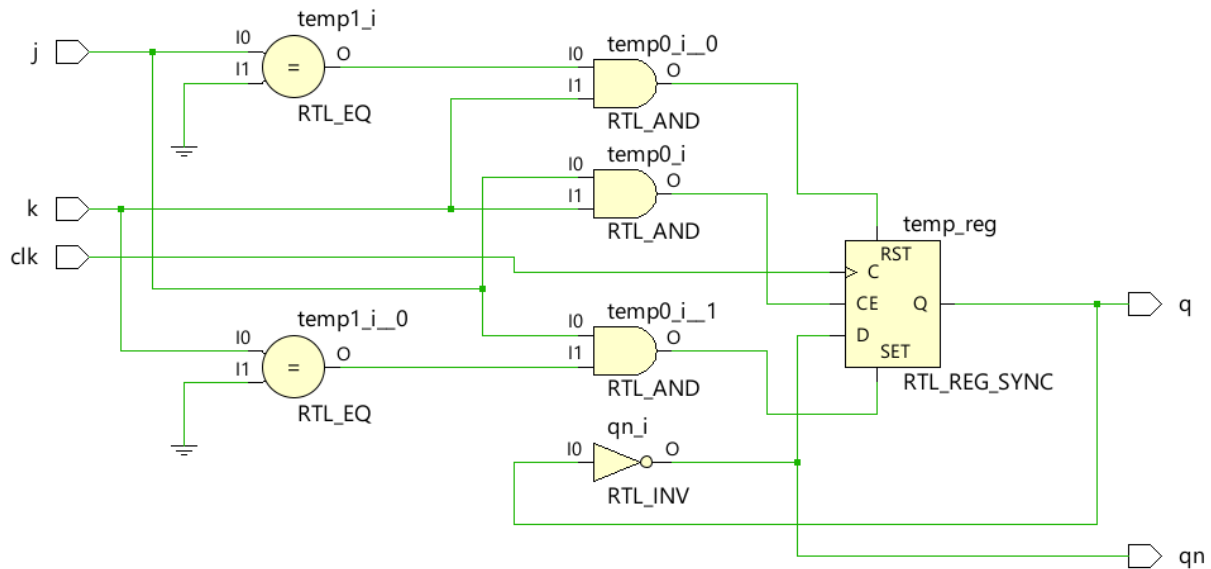 temp1_i
j
I0
I1
=
O
RTL_EQ
temp0_i__0
I0
I1
O
RTL_AND
temp0_i
k
I0
I1
O
RTL_AND
clk
temp_reg
RST
C
CE
Q
D
SET
RTL_REG_SYNC
q
temp1_i__0
I0
I1
=
O
RTL_EQ
temp0_i__1
I0
I1
O
RTL_AND
qn_i
I0
O
RTL_INV
qn